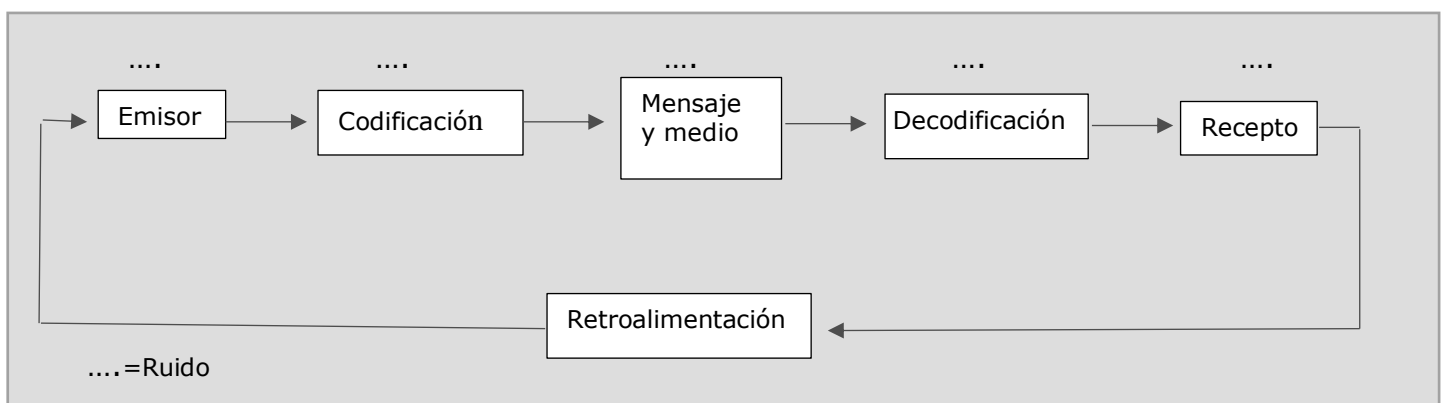 .... .... .... .... ....
Emisor
Codificación
Mensaje
y medio
Decodificación
Recepto
Retroalimentación
....=Ruido